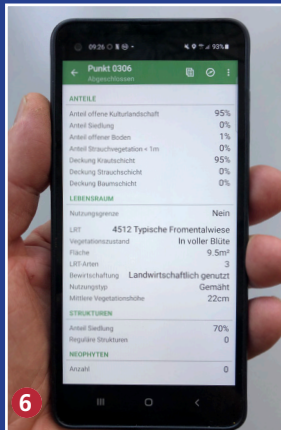 09:26
93%
Punkt 0306
Abgeschlossen
ANTEILE
Anteil offene Kulturlandschaft 95%
Anteil Siedlung 0%
Anteil offener Boden 1%
Anteil Strauchvegetation < 1m 0%
Deckung Krautschicht 95%
Deckung Strauchschicht 0%
Deckung Baumschicht 0%
LEBENSRAUM
Nutzungsgrenze Nein
LRT 4512 Typische Fromentalwiese
Vegetationszustand In voller Blüte
Fläche 9.5m²
LRT-Arten 3
Bewirtschaftung Landwirtschaftlich genutzt
Nutzungstyp Gemäht
Mittlere Vegetationshöhe 22cm
STRUKTUREN
Anteil Siedlung 70%
Reguläre Strukturen 0
NEOPHYTEN
Anzahl 0
6